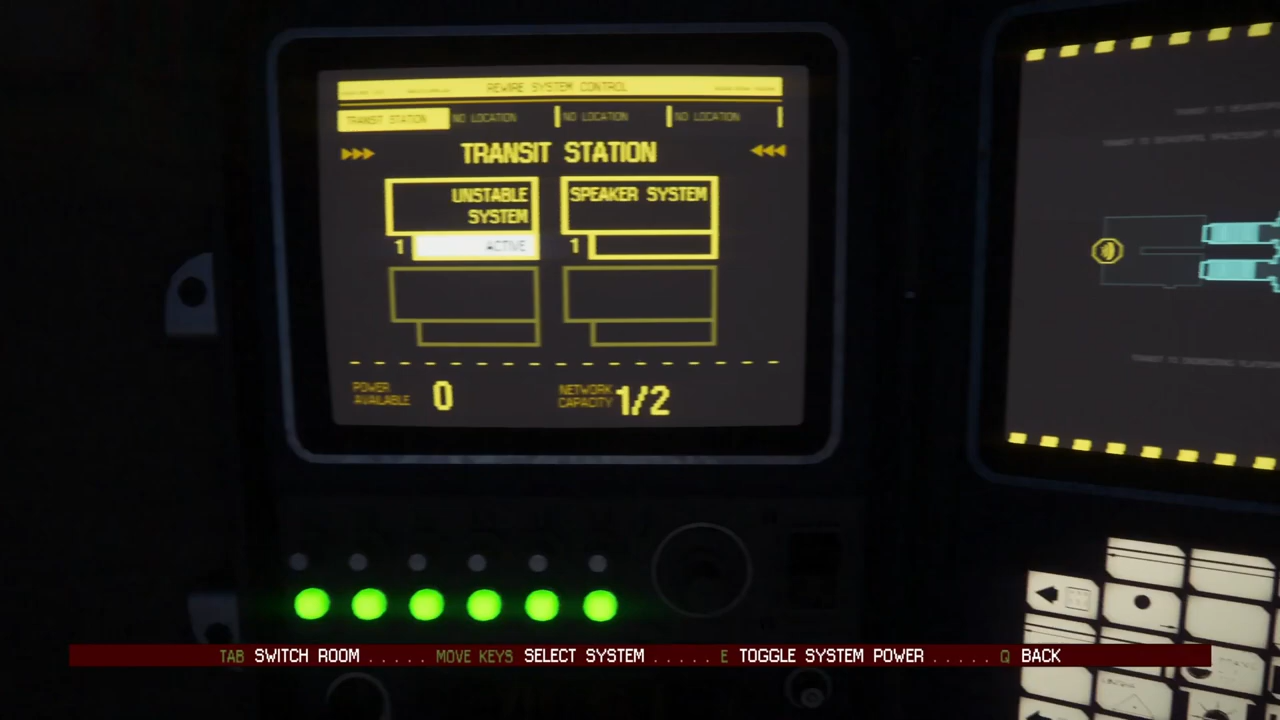 REWIRE SYSTEM CONTROL
TRANSIT STATION NO LOCATION NO LOCATION NO LOCATION
TRANSIT STATION
UNSTABLE SYSTEM
1 ACTIVE
SPEAKER SYSTEM
1
POWER AVAILABLE 0
NETWORK CAPACITY 1/2
TAB SWITCH ROOM ..... MOVE KEYS SELECT SYSTEM ..... E TOGGLE SYSTEM POWER ..... Q BACK